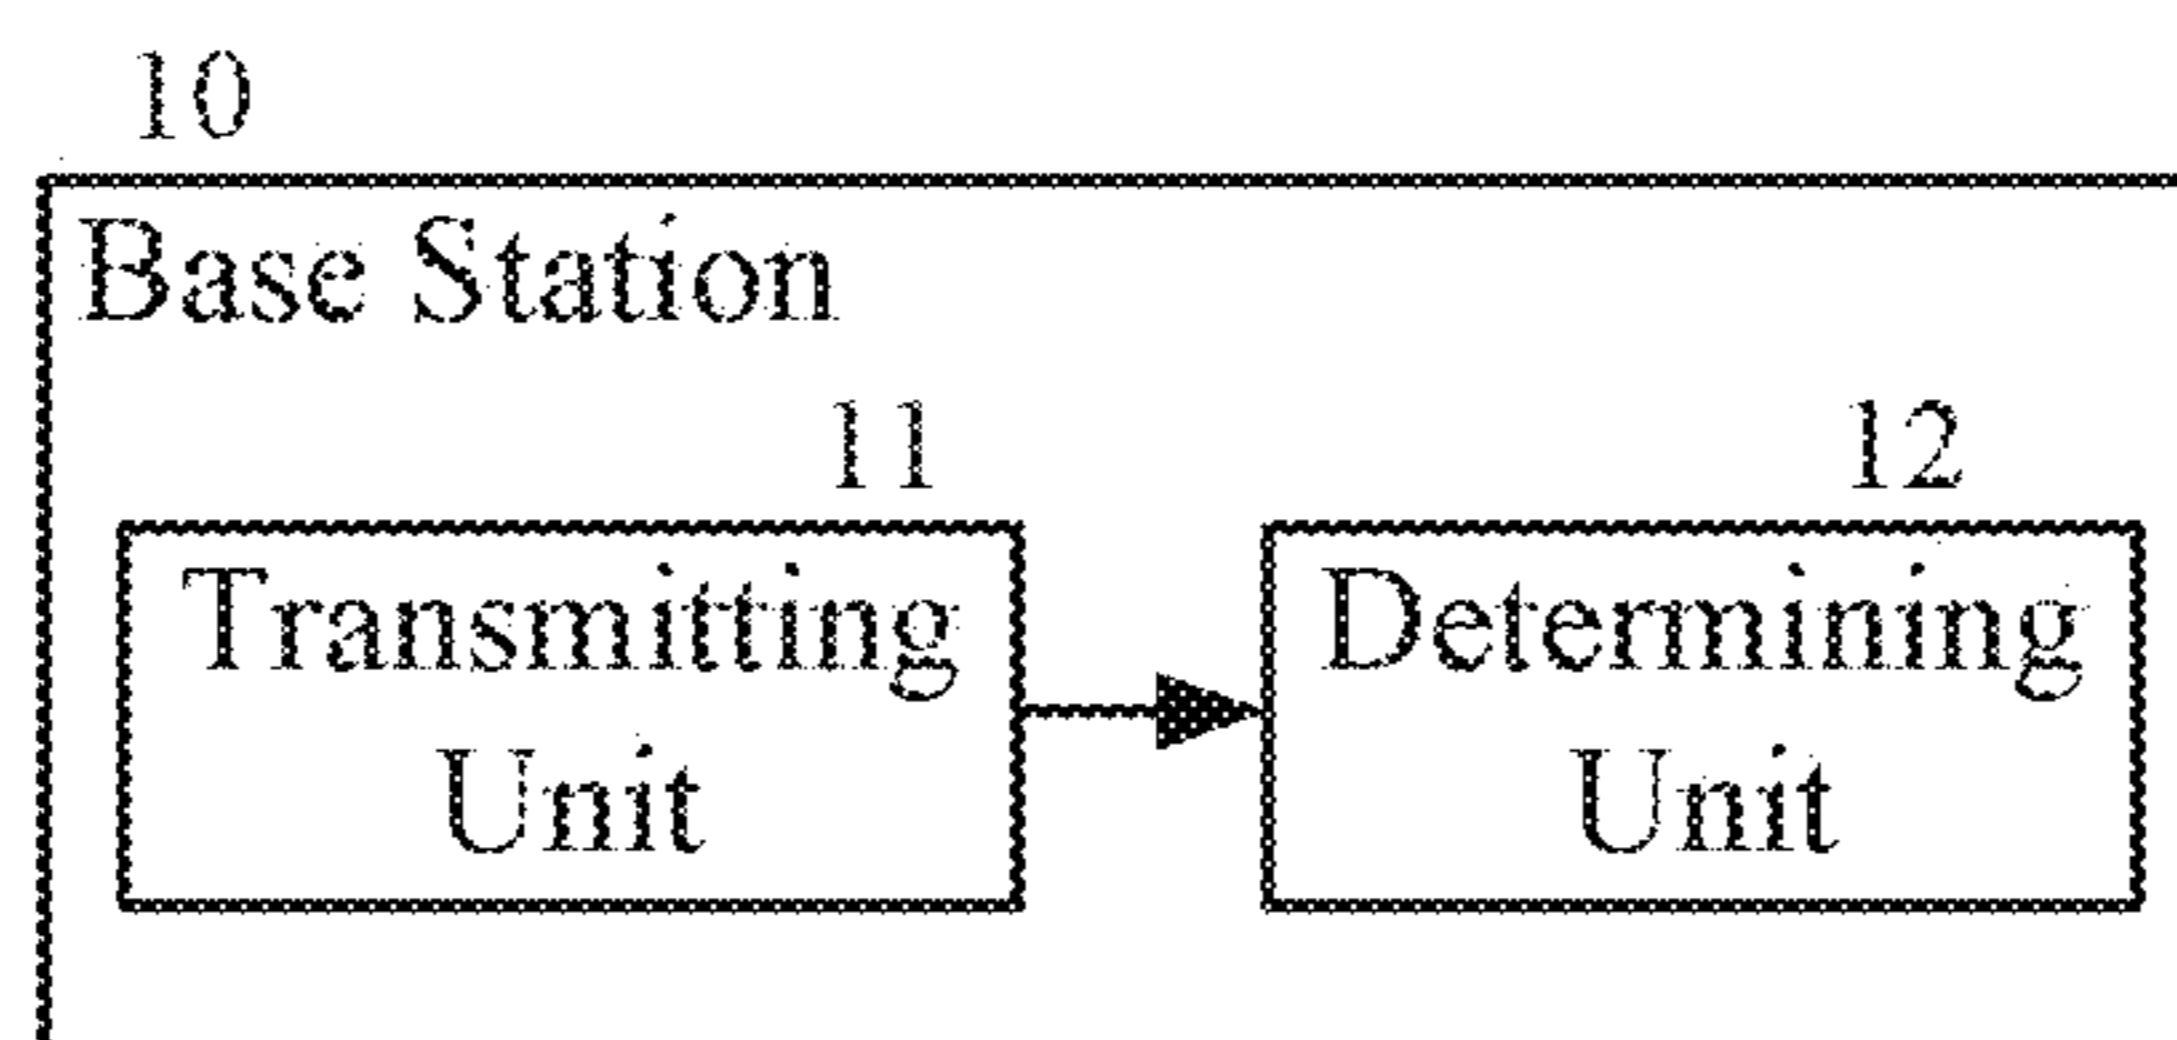 10
Base Station
11
12
Transmitting
Unit
Determining
Unit